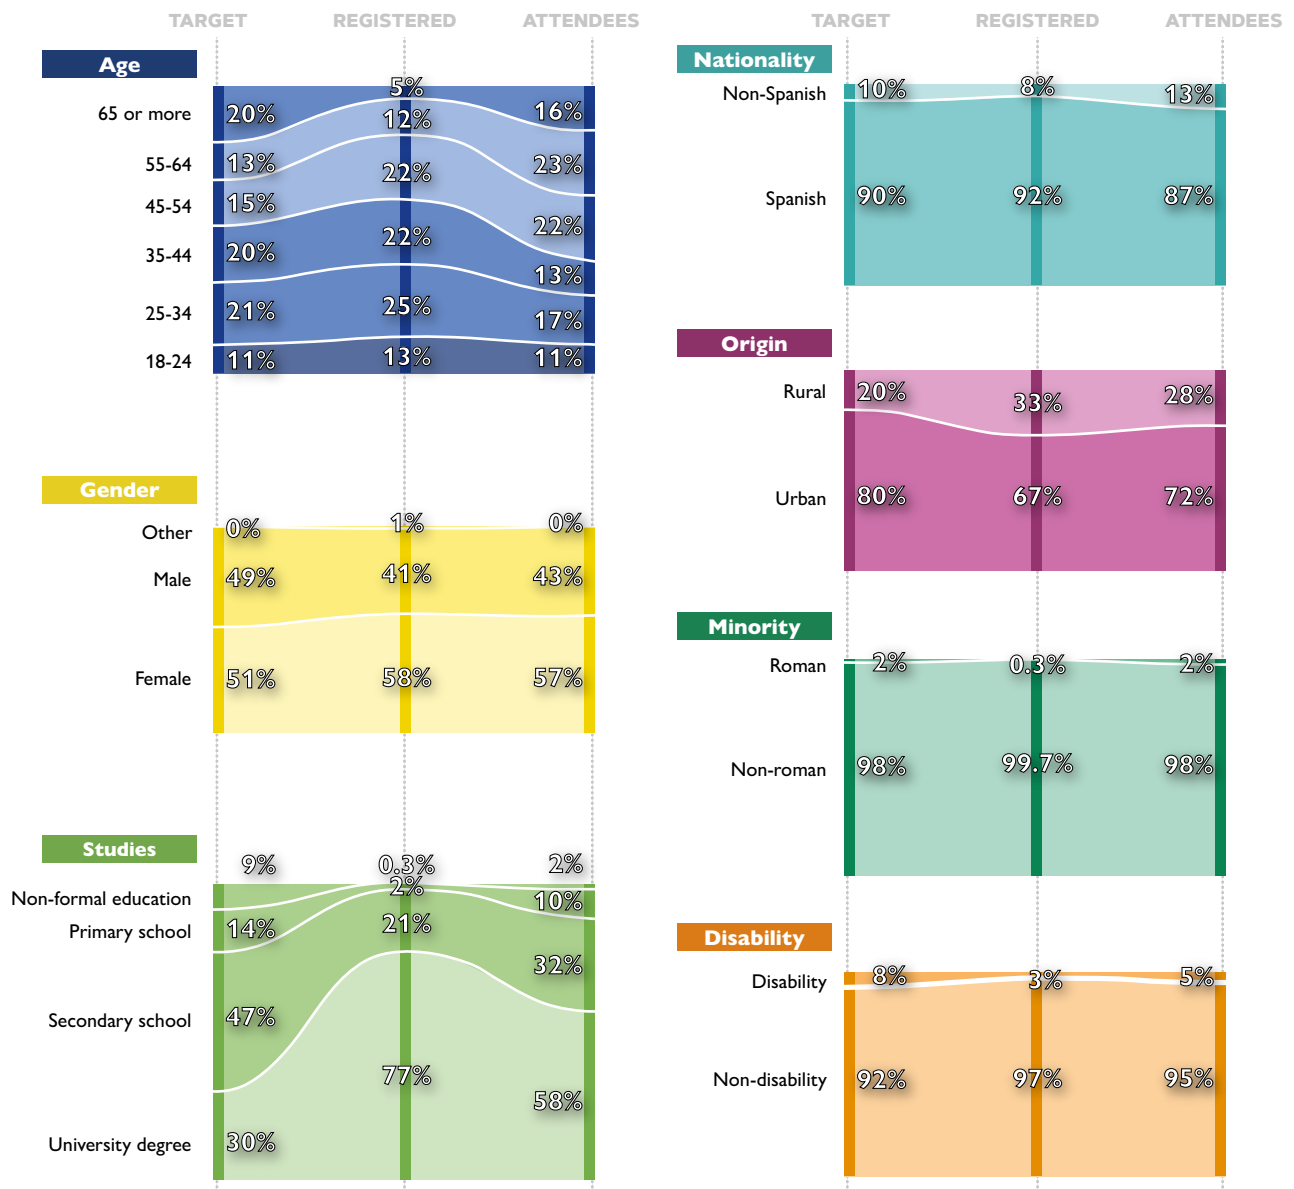 TARGET REGISTERED ATTENDEES
Age
65 or more 20% 5% 16%
55-64 13% 12% 23%
45-54 15% 22% 22%
35-44 20% 22% 13%
25-34 21% 25% 17%
18-24 11% 13% 11%
Gender
Other 0% 1% 0%
Male 49% 41% 43%
Female 51% 58% 57%
Studies
Non-formal education 9% 0.3% 2%
Primary school 14% 2% 10%
Secondary school 47% 21% 32%
University degree 30% 77% 58%
TARGET REGISTERED ATTENDEES
Nationality
Non-Spanish 10% 8% 13%
Spanish 90% 92% 87%
Origin
Rural 20% 33% 28%
Urban 80% 67% 72%
Minority
Roman 2% 0.3% 2%
Non-roman 98% 99.7% 98%
Disability
Disability 8% 3% 5%
Non-disability 92% 97% 95%